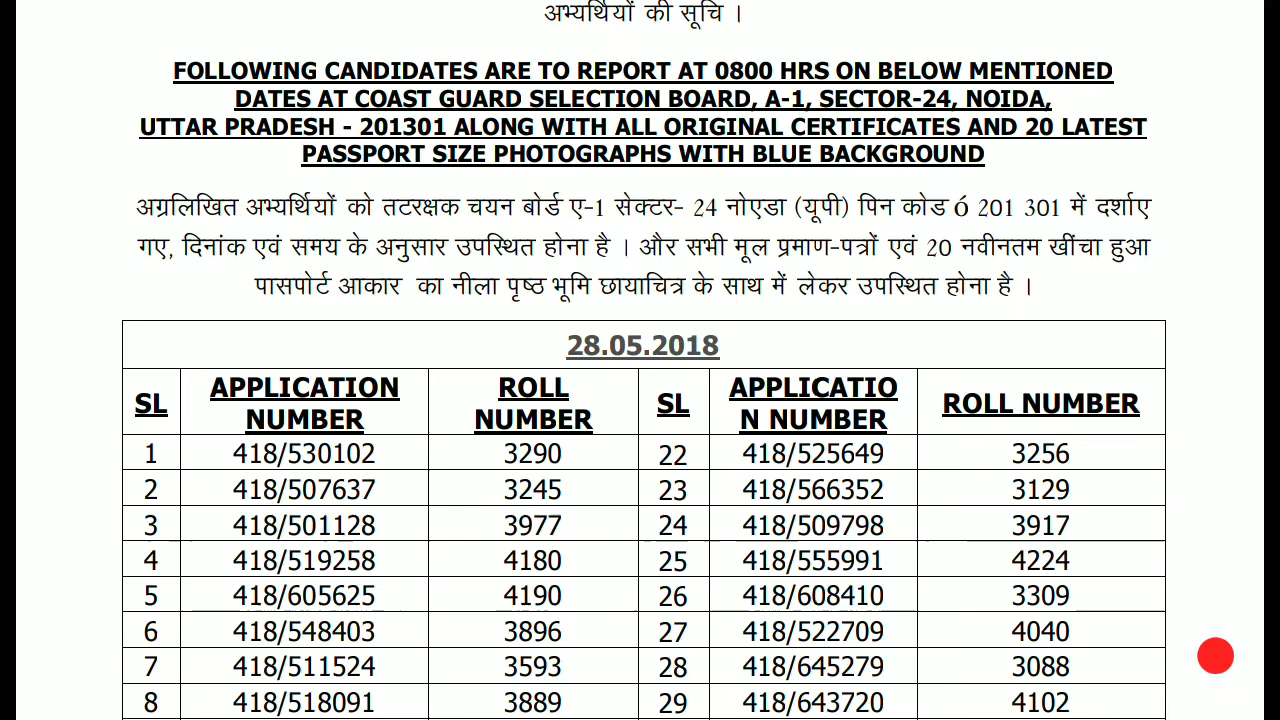 अभ्यर्थियों की सूचि ।
FOLLOWING CANDIDATES ARE TO REPORT AT 0800 HRS ON BELOW MENTIONED
DATES AT COAST GUARD SELECTION BOARD, A-1, SECTOR-24, NOIDA,
UTTAR PRADESH - 201301 ALONG WITH ALL ORIGINAL CERTIFICATES AND 20 LATEST
PASSPORT SIZE PHOTOGRAPHS WITH BLUE BACKGROUND
अग्रलिखित अभ्यर्थियों को तटरक्षक चयन बोर्ड ए-1 सेक्टर- 24 नोएडा (यूपी) पिन कोड ó 201 301 में दर्शाए
गए, दिनांक एवं समय के अनुसार उपस्थित होना है । और सभी मूल प्रमाण-पत्रों एवं 20 नवीनतम खींचा हुआ
पासपोर्ट आकार का नीला पृष्ठ भूमि छायाचित्र के साथ में लेकर उपस्थित होना है ।
28.05.2018
SL APPLICATION NUMBER ROLL NUMBER SL APPLICATIO N NUMBER ROLL NUMBER
1 418/530102 3290 22 418/525649 3256
2 418/507637 3245 23 418/566352 3129
3 418/501128 3977 24 418/509798 3917
4 418/519258 4180 25 418/555991 4224
5 418/605625 4190 26 418/608410 3309
6 418/548403 3896 27 418/522709 4040
7 418/511524 3593 28 418/645279 3088
8 418/518091 3889 29 418/643720 4102